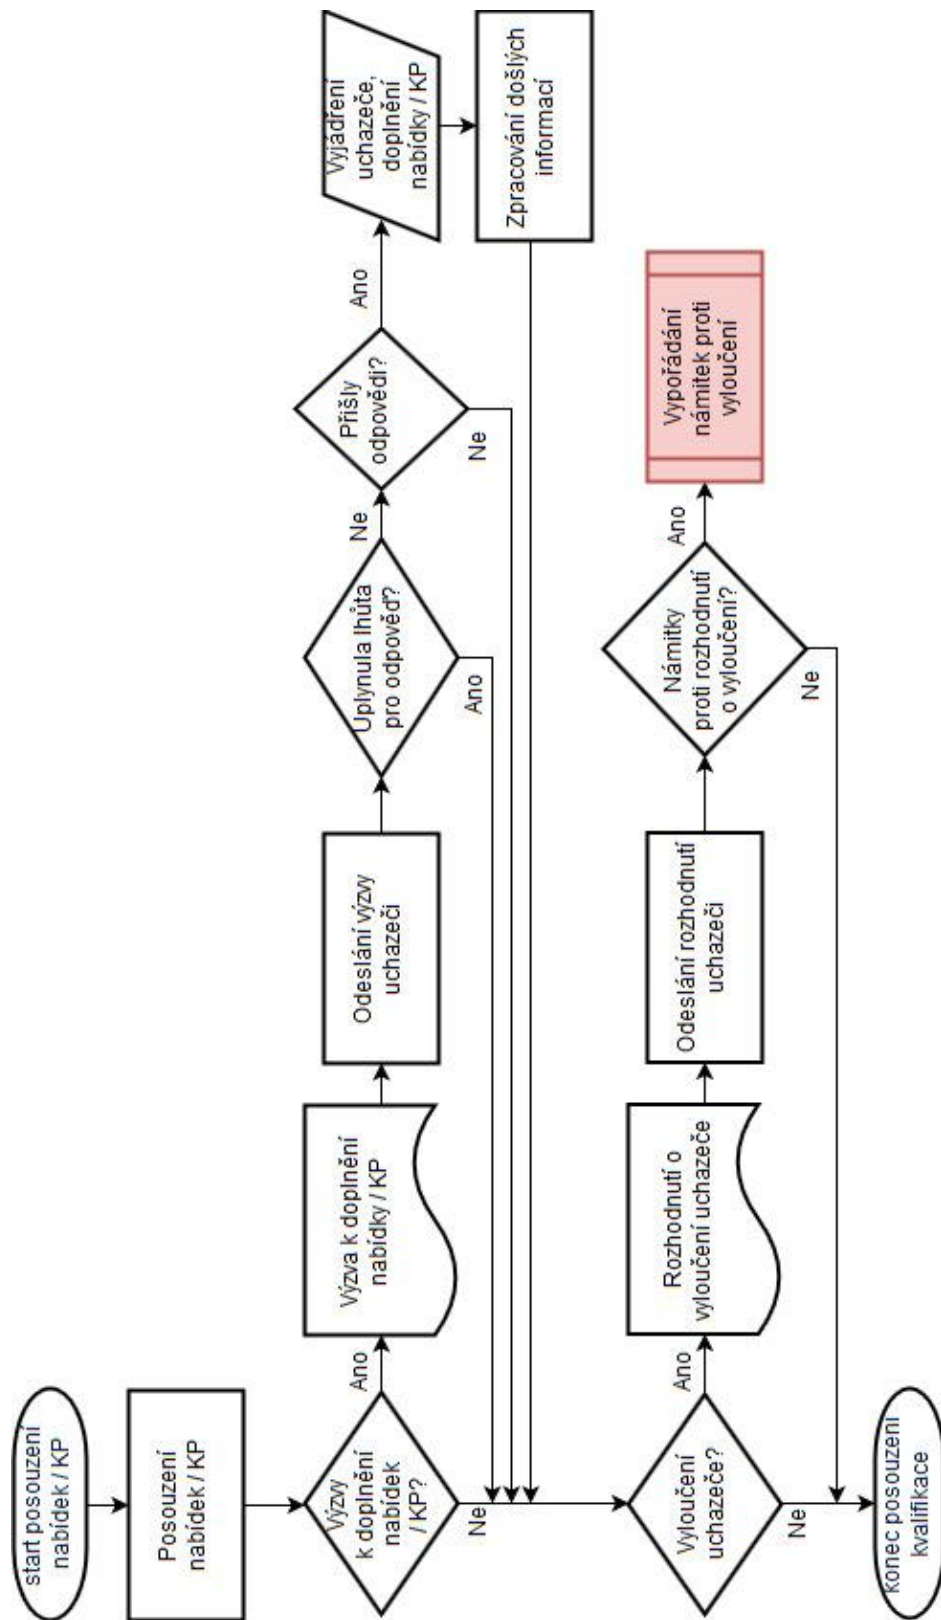 start posouzení
nabídek / KP
Posouzení
nabídek / KP
Výzvy
k doplnění
nabídek
/ KP?
Ano
Ne
Výzva k doplnění
nabídky / KP
Odeslání výzvy
uchazeči
Uplynula lhůta
pro odpověď?
Ne
Ano
Přišly
odpovědi?
Ano
Ne
Vyjádření
uchazeče,
doplnění
nabídky / KP
Zpracování došlých
informací
Vyloučení
uchazeče?
Ano
Ne
Rozhodnutí o
vyloučení uchazeče
Odeslání rozhodnutí
uchazeči
Námitky
proti rozhodnutí
o vyloučení?
Ano
Ne
Vypořádání
námitek proti
vyloučení
konec posouzení
kvalifikace